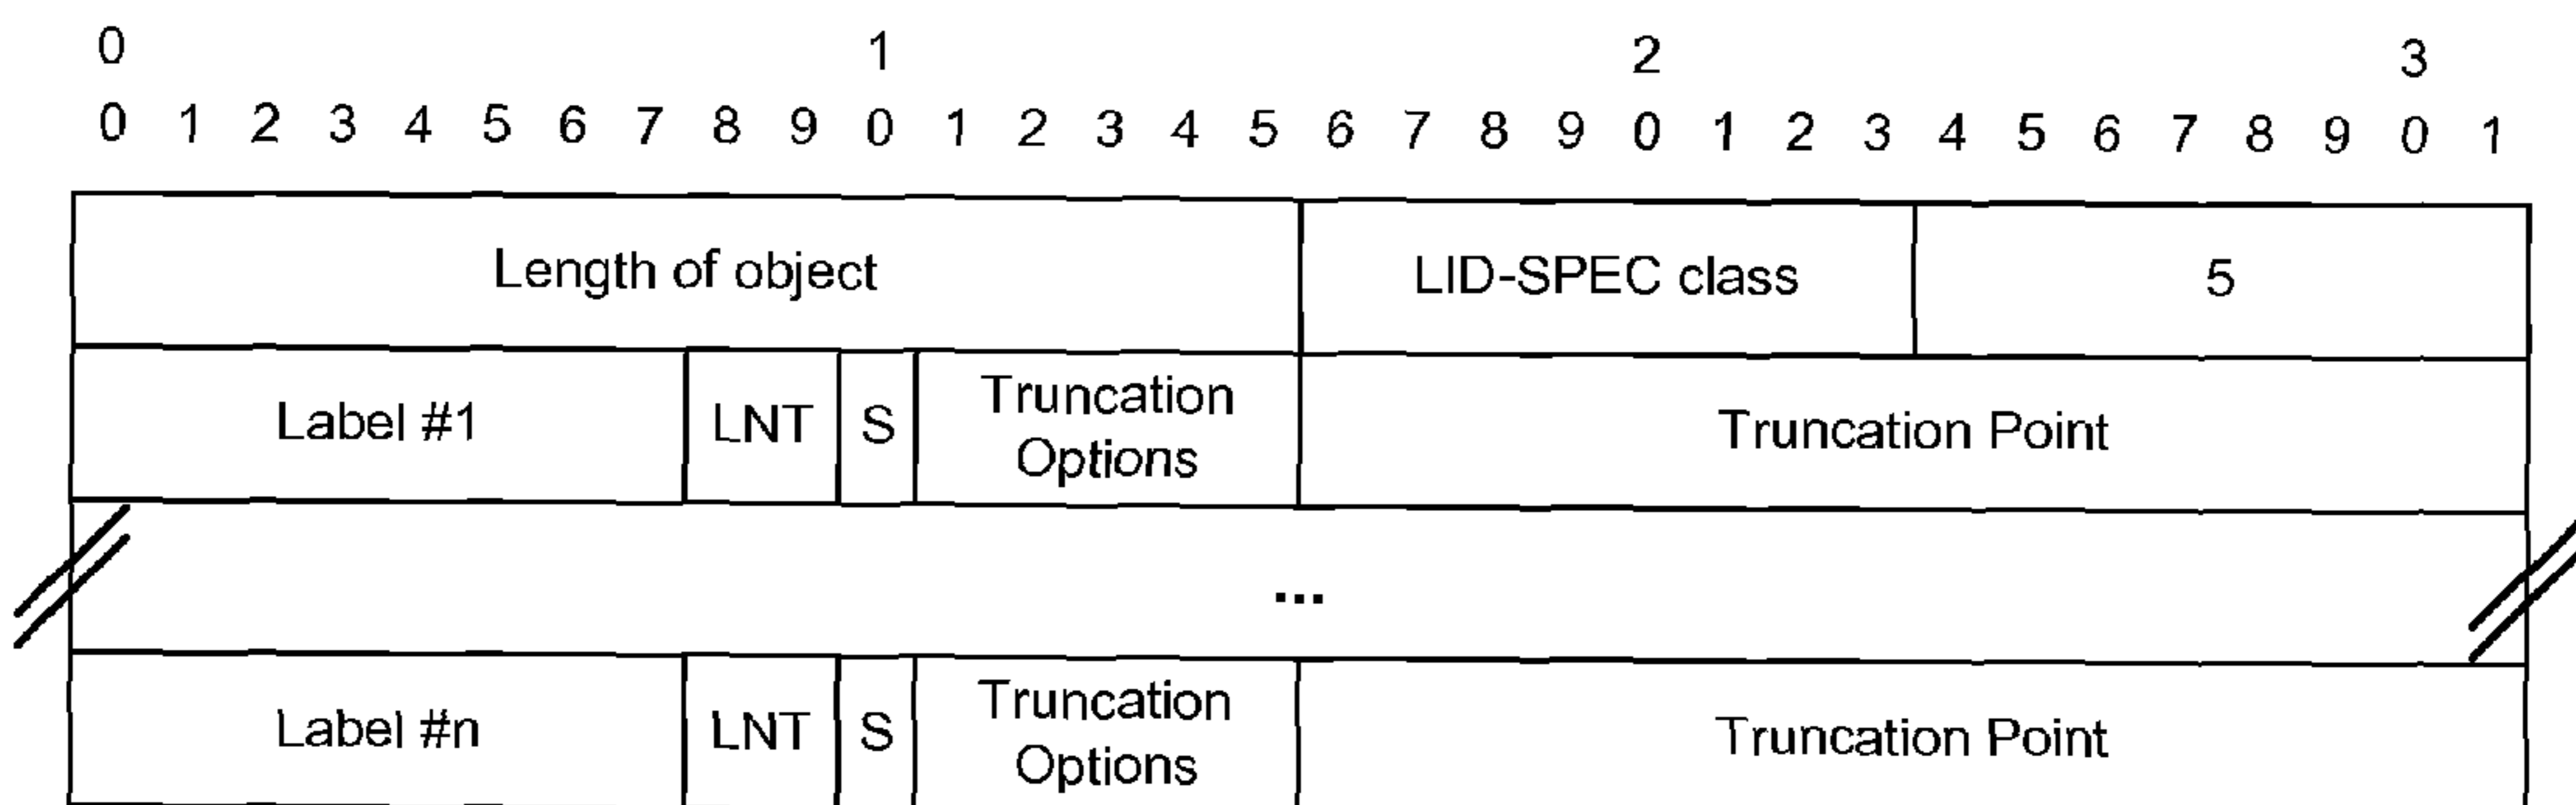 0 1 2 3
0 1 2 3 4 5 6 7 8 9 0 1 2 3 4 5 6 7 8 9 0 1 2 3 4 5 6 7 8 9 0 1
Length of object LID-SPEC class 5
Label #1 LNT S Truncation Options Truncation Point
...
Label #n LNT S Truncation Options Truncation Point